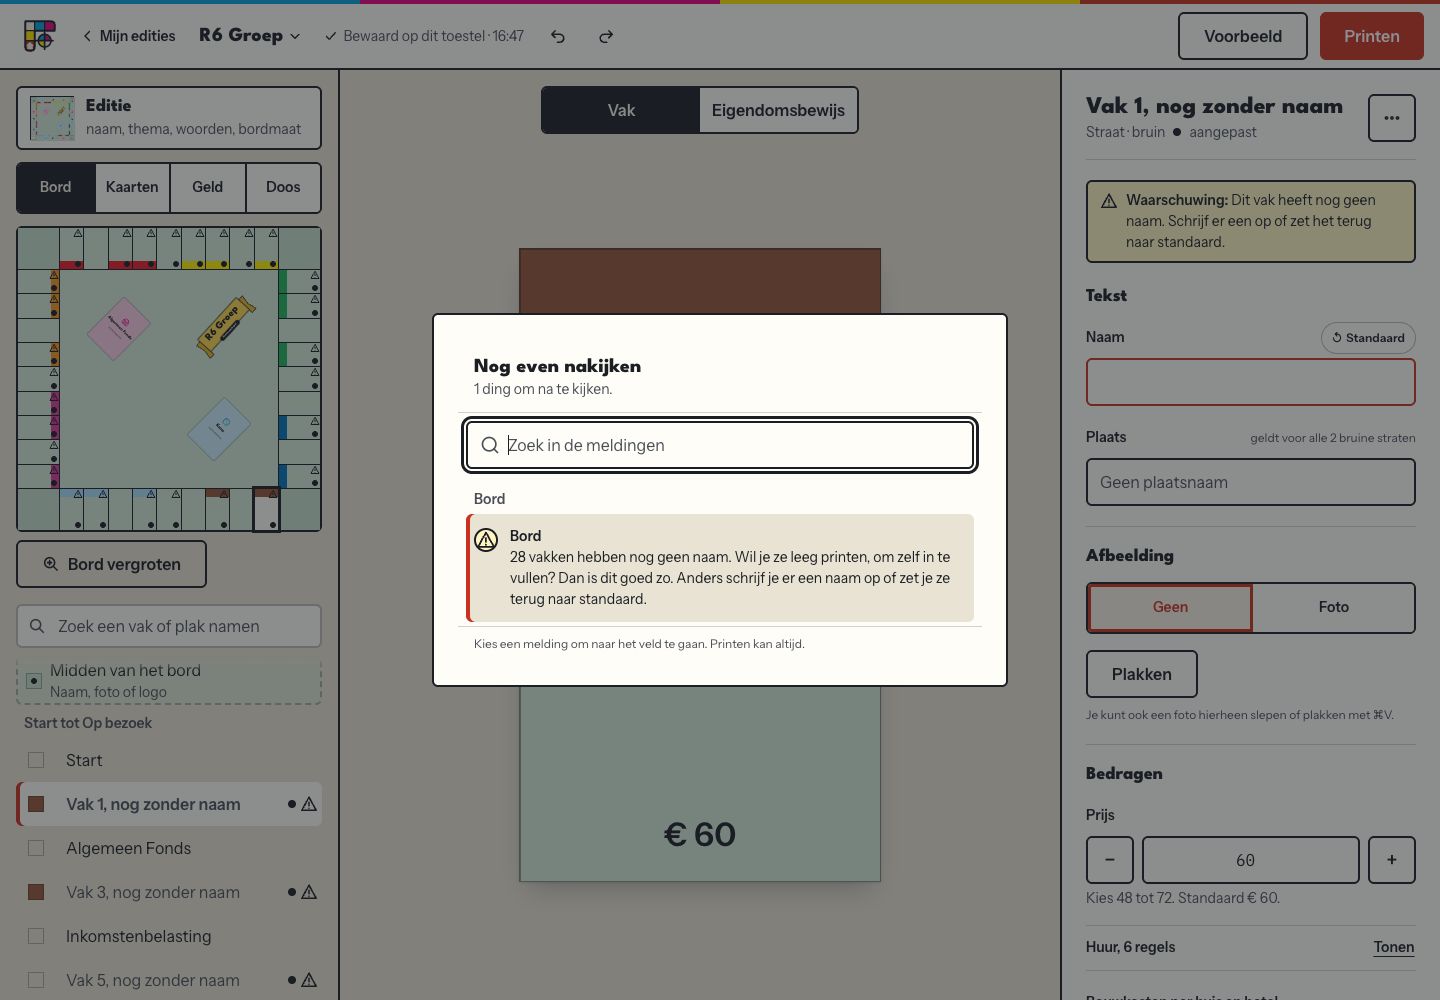 Mijn edities
R6 Groep
Bewaard op dit toestel · 16:47
Voorbeeld
Printen
Editie
naam, thema, woorden, bordmaat
Bord
Kaarten
Geld
Doos
Algemeen Fonds
R6 Groep
Bord vergroten
Zoek een vak of plak namen
Midden van het bord
Naam, foto of logo
Start tot Op bezoek
Start
Vak 1, nog zonder naam
Algemeen Fonds
Vak 3, nog zonder naam
Inkomstenbelasting
Vak 5, nog zonder naam
Vak
Eigendomsbewijs
€ 60
Nog even nakijken
1 ding om na te kijken.
Zoek in de meldingen
Bord
Bord
28 vakken hebben nog geen naam. Wil je ze leeg printen, om zelf in te
vullen? Dan is dit goed zo. Anders schrijf je er een naam op of zet je ze
terug naar standaard.
Kies een melding om naar het veld te gaan. Printen kan altijd.
Vak 1, nog zonder naam
Straat · bruin ● aangepast
Waarschuwing: Dit vak heeft nog geen
naam. Schrijf er een op of zet het terug
naar standaard.
Tekst
Naam
Standaard
Plaats
geldt voor alle 2 bruine straten
Geen plaatsnaam
Afbeelding
Geen
Foto
Plakken
Je kunt ook een foto hierheen slepen of plakken met ⌘V.
Bedragen
Prijs
− 60 +
Kies 48 tot 72. Standaard € 60.
Huur, 6 regels
Tonen